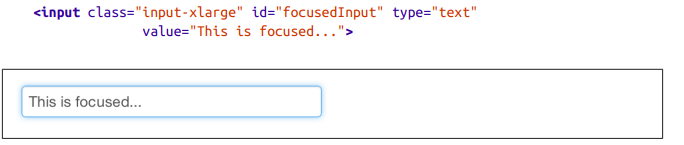 <input class="input-xlarge" id="focusedInput" type="text"
value="This is focused...">
This is focused...